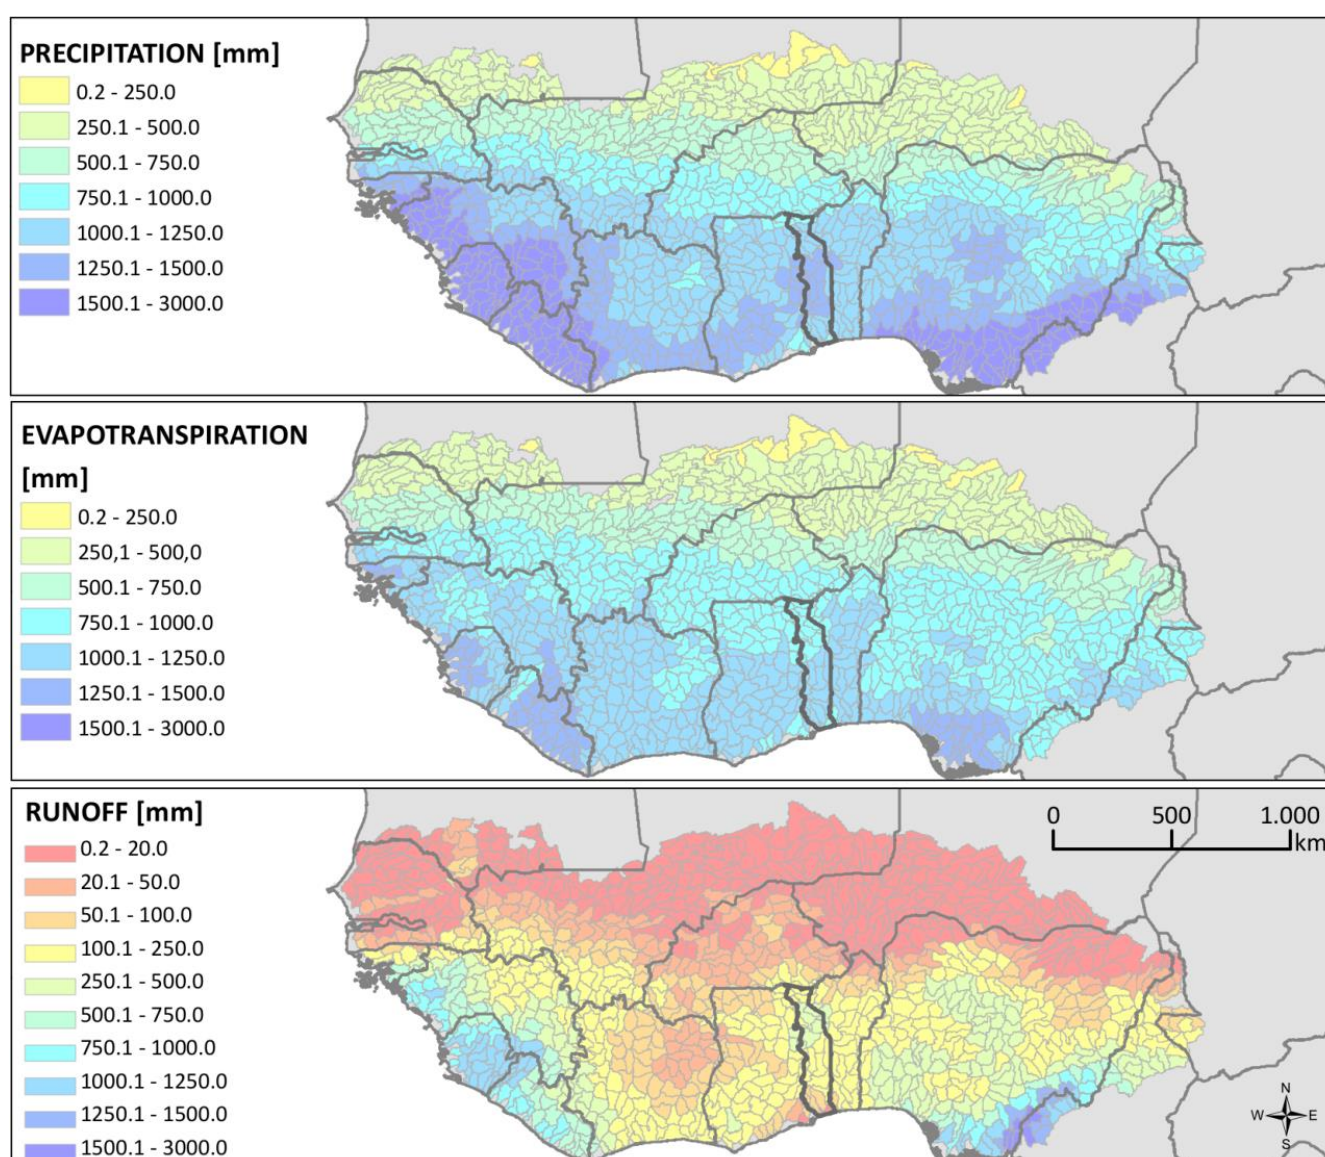 PRECIPITATION [mm]
0.2 - 250.0
250.1 - 500.0
500.1 - 750.0
750.1 - 1000.0
1000.1 - 1250.0
1250.1 - 1500.0
1500.1 - 3000.0
EVAPOTRANSPIRATION
[mm]
0.2 - 250.0
250,1 - 500,0
500.1 - 750.0
750.1 - 1000.0
1000.1 - 1250.0
1250.1 - 1500.0
1500.1 - 3000.0
RUNOFF [mm]
0.2 - 20.0
20.1 - 50.0
50.1 - 100.0
100.1 - 250.0
250.1 - 500.0
500.1 - 750.0
750.1 - 1000.0
1000.1 - 1250.0
1250.1 - 1500.0
1500.1 - 3000.0
0 500 1.000
km
N
W E
S